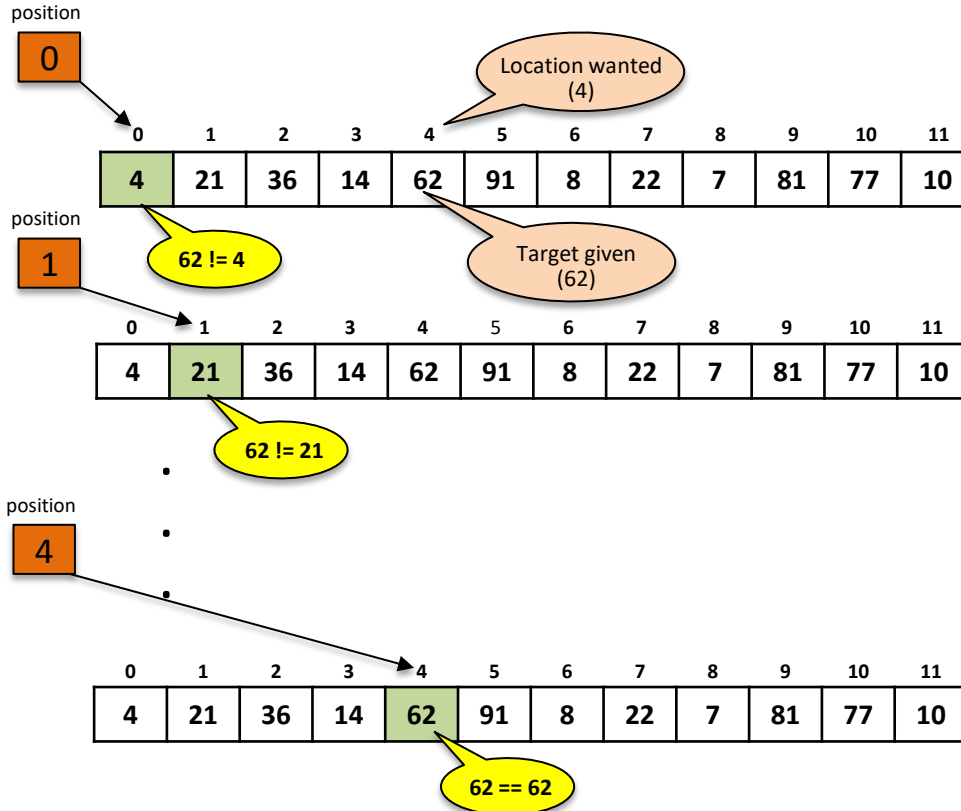 position
0
Location wanted
(4)
0 1 2 3 4 5 6 7 8 9 10 11
4 21 36 14 62 91 8 22 7 81 77 10
position
1
62 != 4
Target given
(62)
0 1 2 3 4 5 6 7 8 9 10 11
4 21 36 14 62 91 8 22 7 81 77 10
62 != 21
.
position
4
.
.
0 1 2 3 4 5 6 7 8 9 10 11
4 21 36 14 62 91 8 22 7 81 77 10
62 == 62